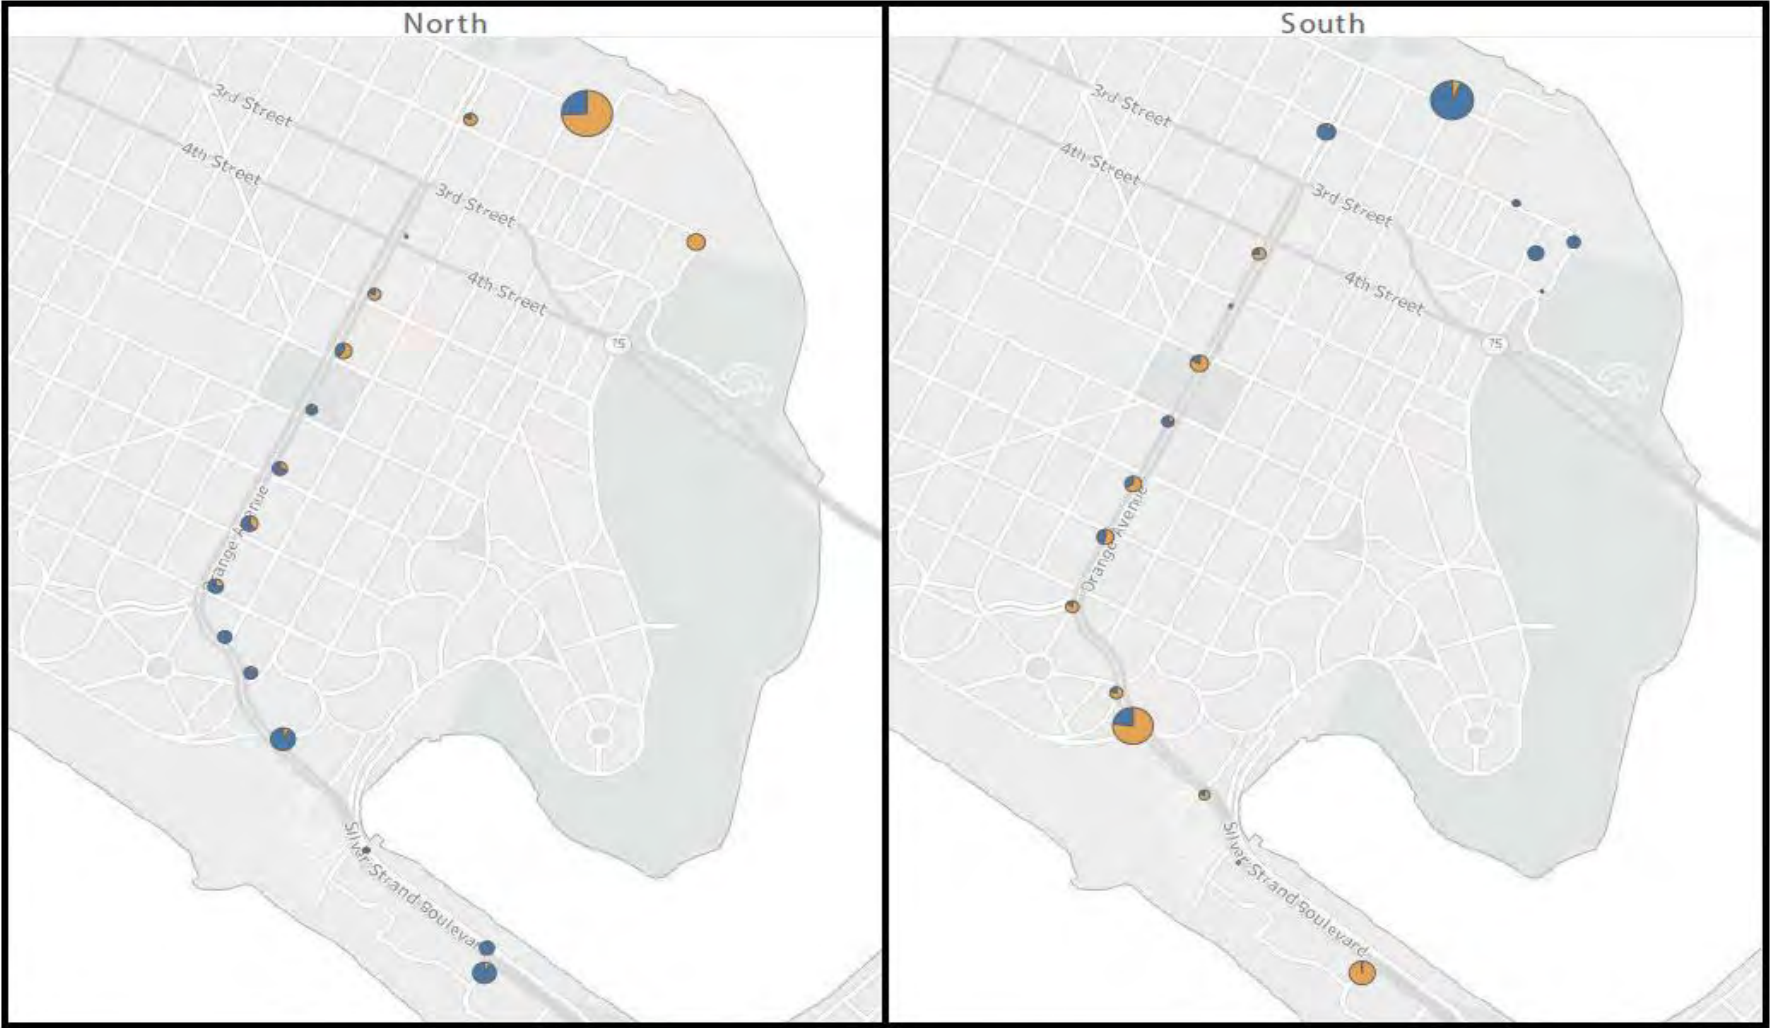 North
3rd Street
4th Street
3rd Street
4th Street
75
Orange Avenue
Silver Strand Boulevard
South
3rd Street
4th Street
3rd Street
4th Street
75
Orange Avenue
Silver Strand Boulevard